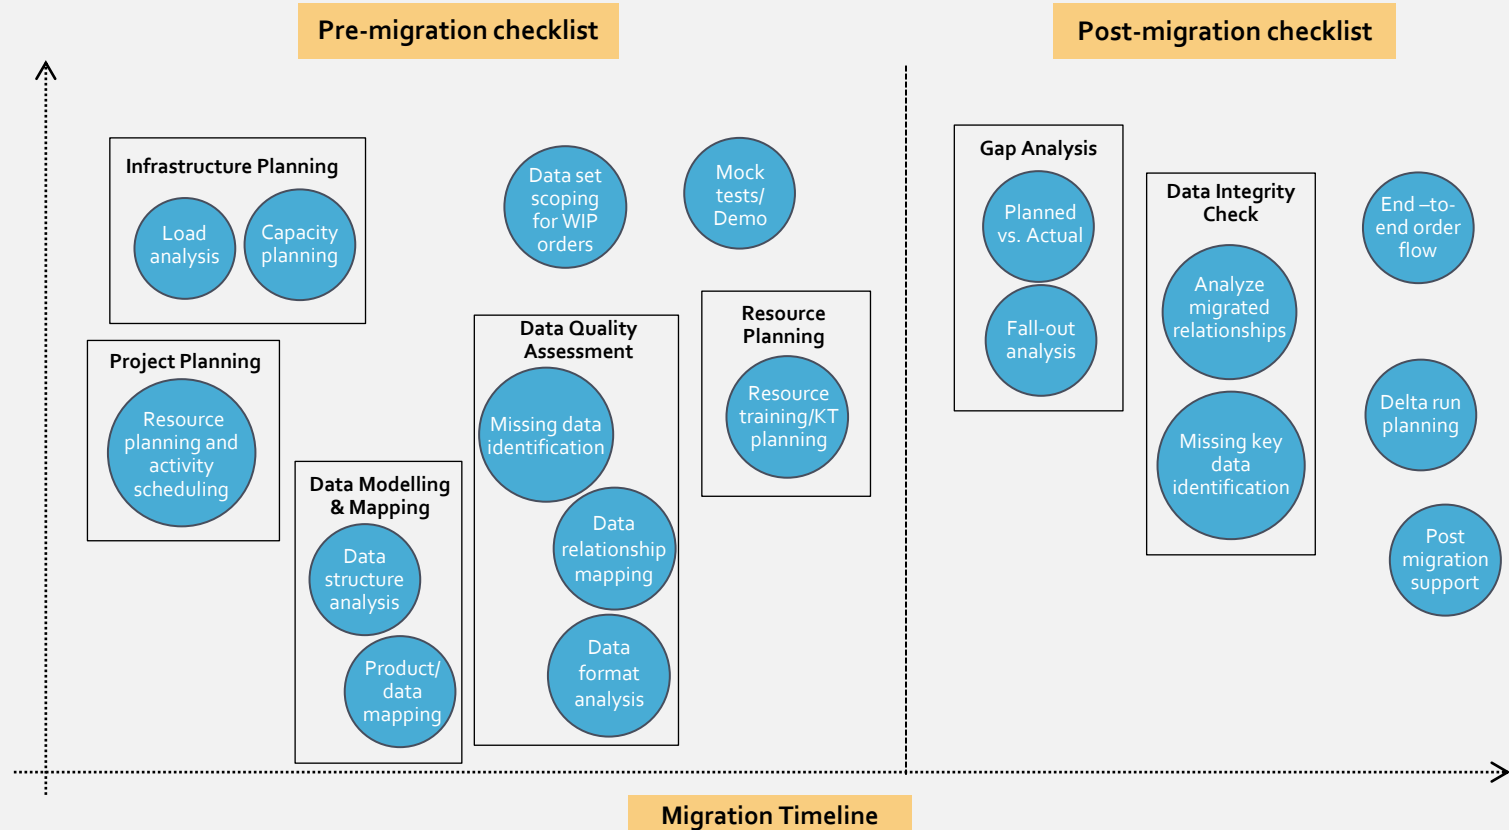 Pre-migration checklist
Post-migration checklist
Infrastructure Planning
Load
analysis
Capacity
planning
Data set
scoping
for WIP
orders
Mock
tests/
Demo
Project Planning
Resource
planning and
activity
scheduling
Data Modelling
& Mapping
Data
structure
analysis
Product/
data
mapping
Data Quality
Assessment
Missing data
identification
Data
relationship
mapping
Data
format
analysis
Resource
Planning
Resource
training/KT
planning
Gap Analysis
Planned
vs. Actual
Fall-out
analysis
Data Integrity
Check
Analyze
migrated
relationships
Missing key
data
identification
End –to-
end order
flow
Delta run
planning
Post
migration
support
Migration Timeline